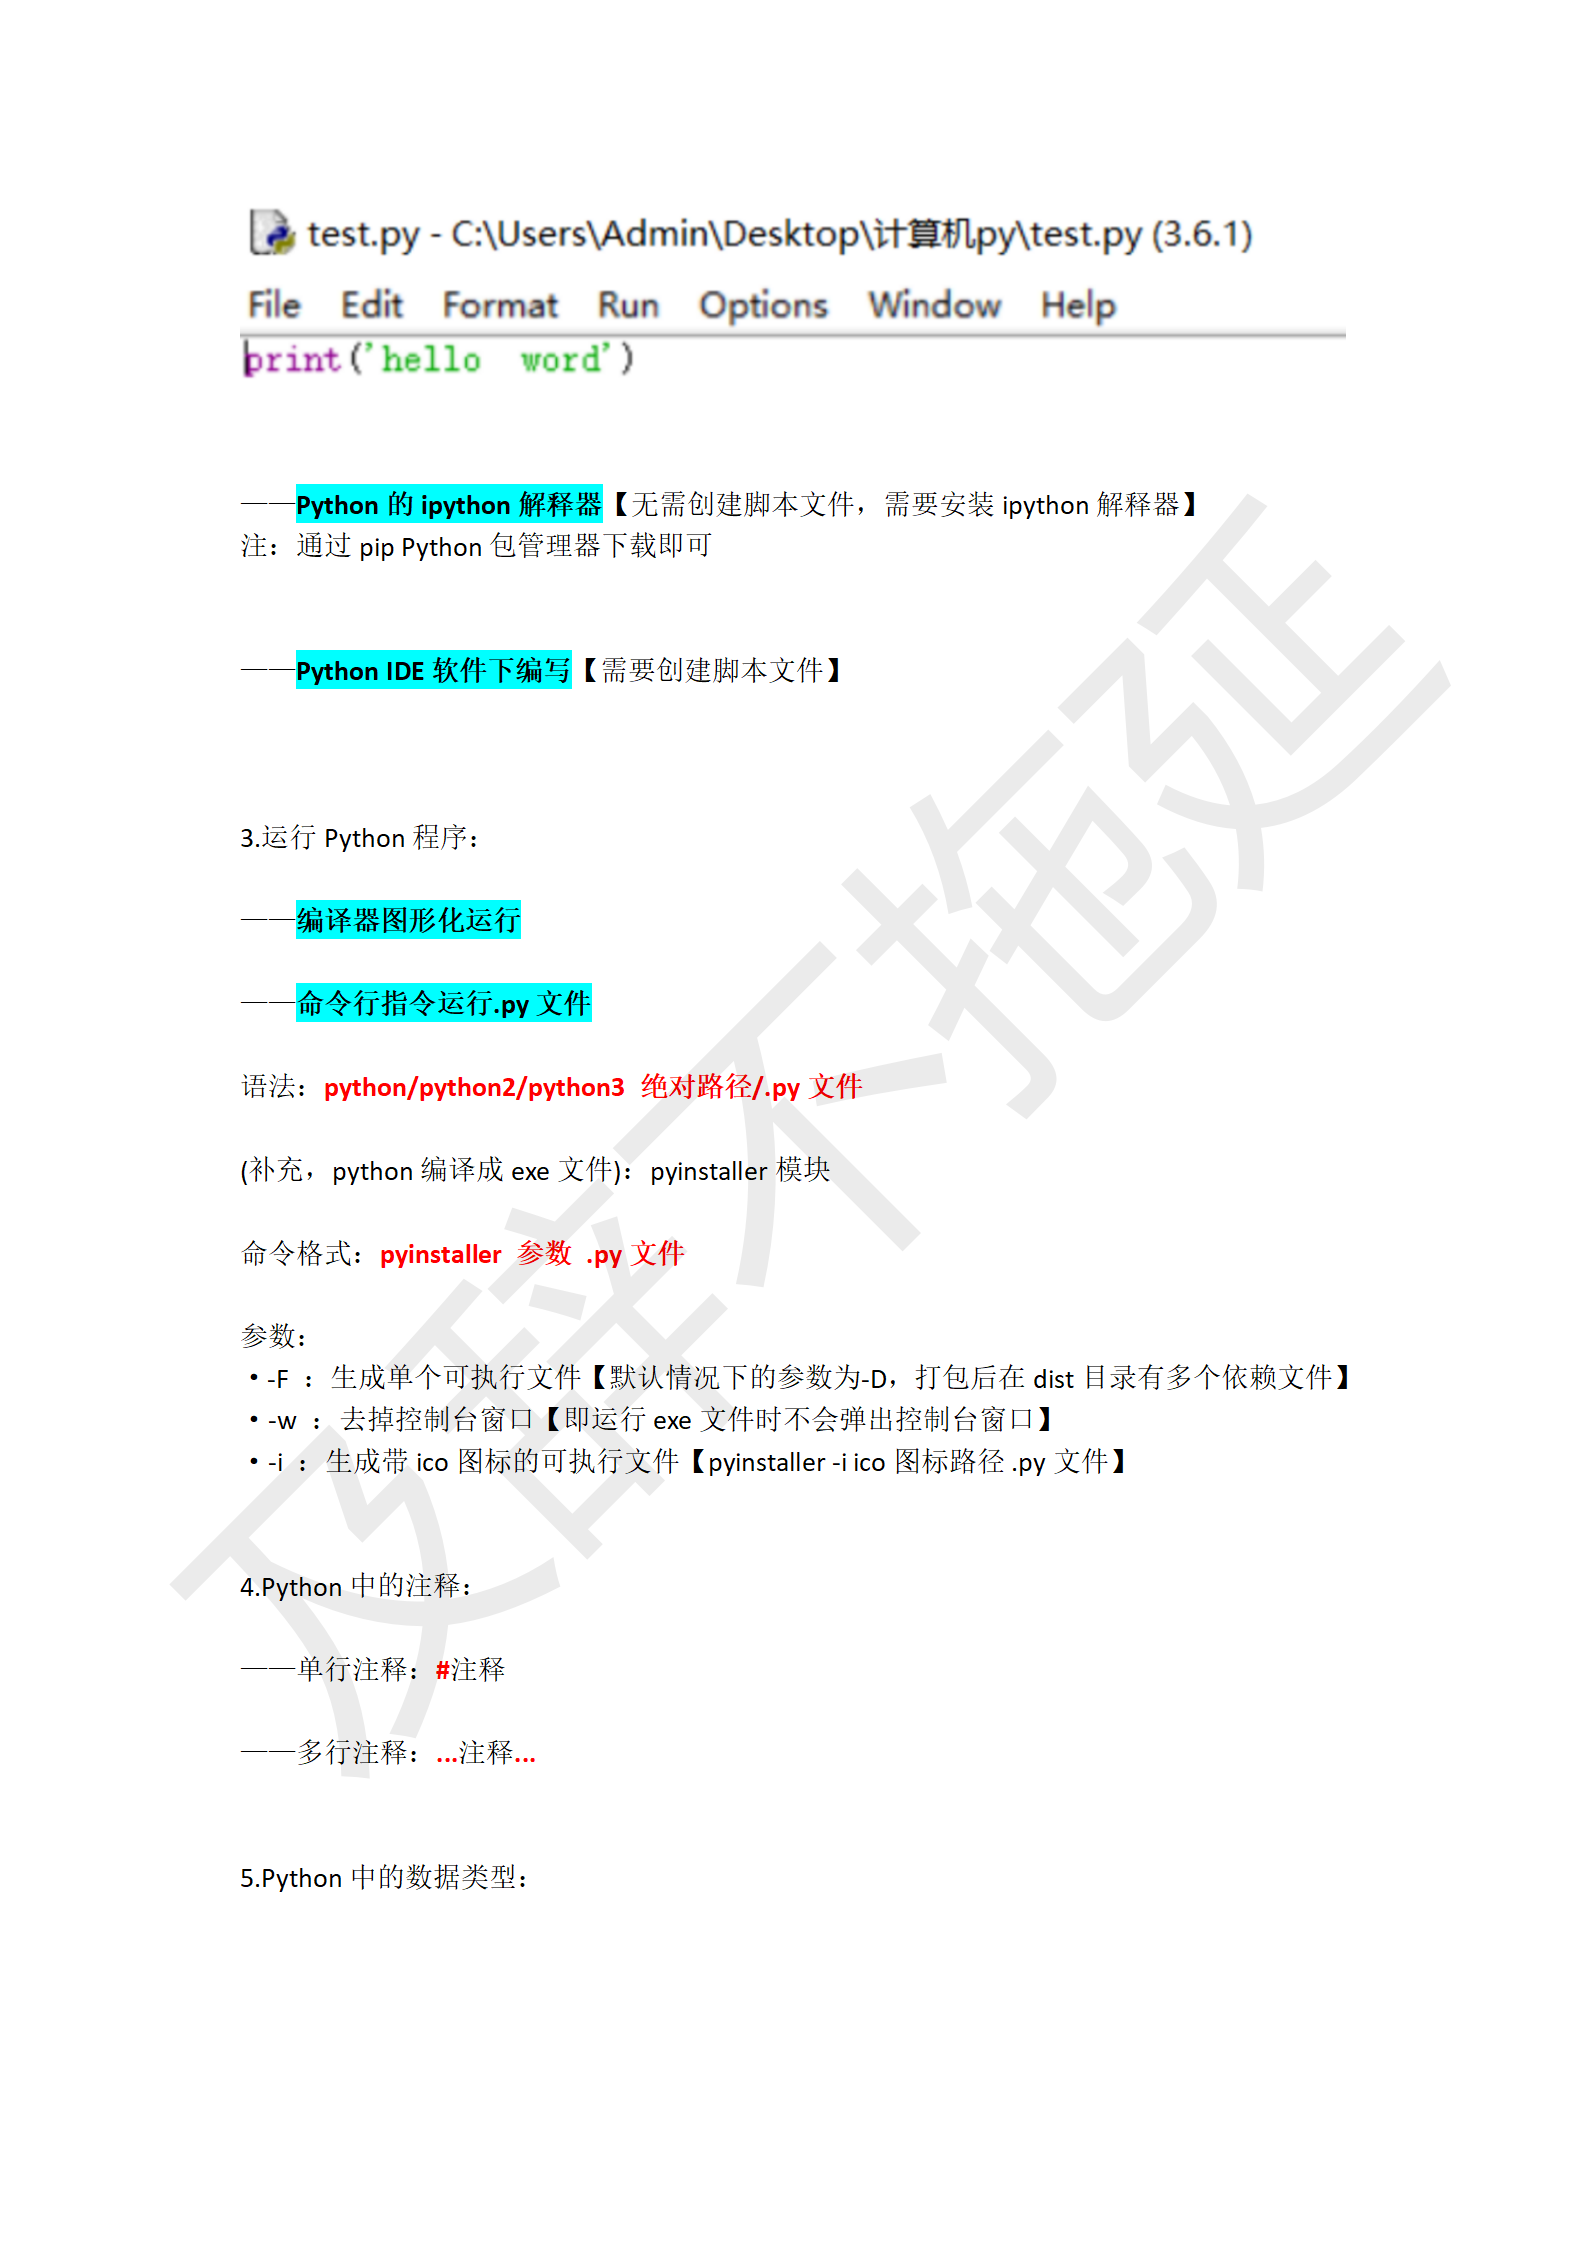 test.py - C:\Users\Admin\Desktop\计算机py\test.py (3.6.1)
File Edit Format Run Options Window Help
print('hello  word')
——Python 的 ipython 解释器【无需创建脚本文件，需要安装 ipython 解释器】
注：通过 pip Python 包管理器下载即可
——Python IDE 软件下编写【需要创建脚本文件】
3.运行 Python 程序：
——编译器图形化运行
——命令行指令运行.py 文件
语法：python/python2/python3 绝对路径/.py 文件
(补充，python 编译成 exe 文件)：pyinstaller 模块
命令格式：pyinstaller 参数 .py 文件
参数：
·-F ：生成单个可执行文件【默认情况下的参数为-D，打包后在 dist 目录有多个依赖文件】
·-w ：去掉控制台窗口【即运行 exe 文件时不会弹出控制台窗口】
·-i ：生成带 ico 图标的可执行文件【pyinstaller -i ico 图标路径 .py 文件】
4.Python 中的注释：
——单行注释：#注释
——多行注释：...注释...
5.Python 中的数据类型：
及辞不拖延